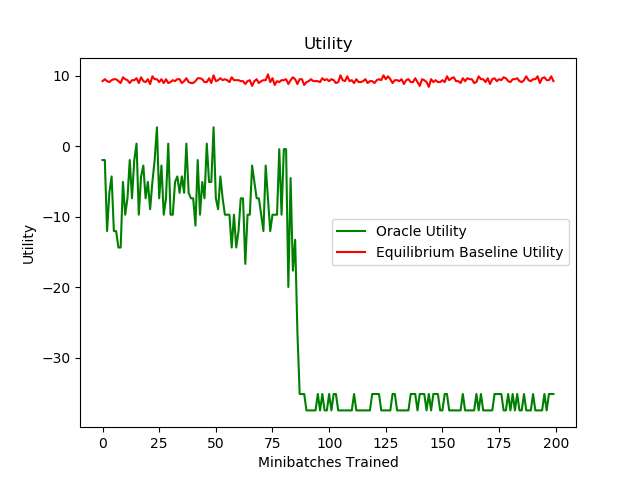 Utility
10
0
−10
−20
−30
Utility
Oracle Utility
Equilibrium Baseline Utility
0 25 50 75 100 125 150 175 200
Minibatches Trained